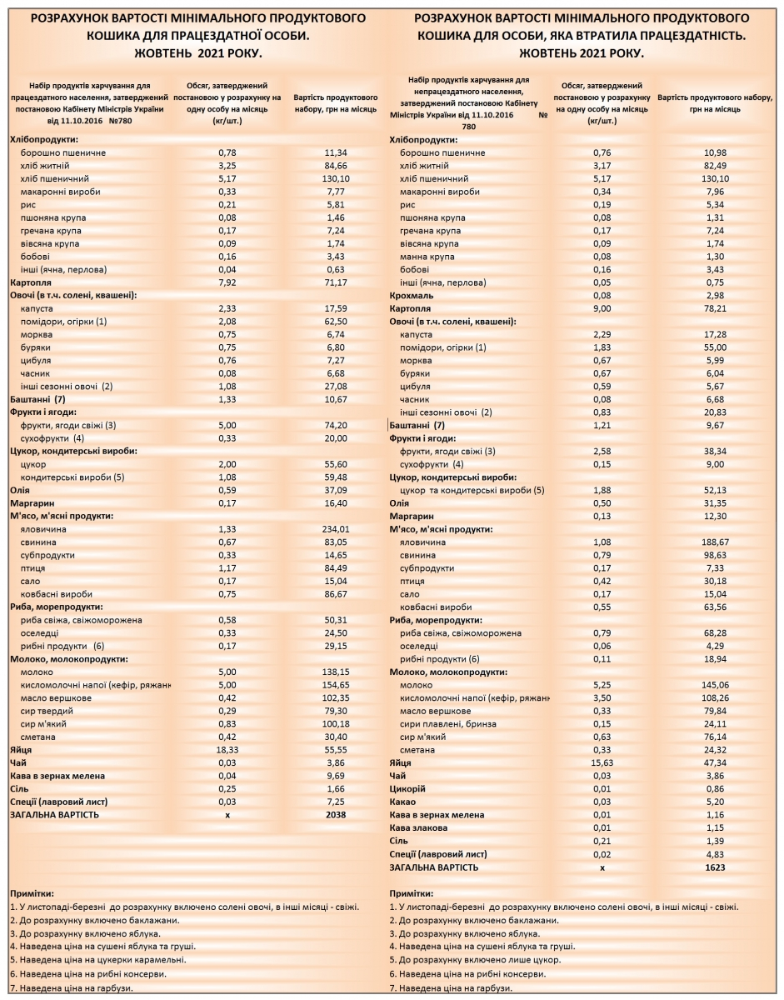 РОЗРАХУНОК ВАРТОСТІ МІНІМАЛЬНОГО ПРОДУКТОВОГО
КОШИКА ДЛЯ ПРАЦЕЗДАТНОЇ ОСОБИ.
ЖОВТЕНЬ 2021 РОКУ.
Набір продуктів харчування для
працездатного населення, затверджений
постановою Кабінету Міністрів України
від 11.10.2016 №780
Обсяг, затверджений
постановою у розрахунку на
одну особу на місяць
(кг/шт.)
Вартість продуктового
набору, грн на місяць
Хлібопродукти:
борошно пшеничне 0,78 11,34
хліб житній 3,25 84,66
хліб пшеничний 5,17 130,10
макаронні вироби 0,33 7,77
рис 0,21 5,81
пшоняна крупа 0,08 1,46
гречана крупа 0,17 7,24
вівсяна крупа 0,09 1,74
бобові 0,16 3,43
інші (ячна, перлова) 0,04 0,63
Картопля 7,92 71,17
Овочі (в т.ч. солені, квашені):
капуста 2,33 17,59
помідори, огірки (1) 2,08 62,50
морква 0,75 6,74
буряки 0,75 6,80
цибуля 0,76 7,27
часник 0,08 6,68
інші сезонні овочі (2) 1,08 27,08
Баштанні (7) 1,33 10,67
Фрукти і ягоди:
фрукти, ягоди свіжі (3) 5,00 74,20
сухофрукти (4) 0,33 20,00
Цукор, кондитерські вироби:
цукор 2,00 55,60
кондитерські вироби (5) 1,08 59,48
Олія 0,59 37,09
Маргарин 0,17 16,40
М'ясо, м'ясні продукти:
яловичина 1,33 234,01
свинина 0,67 83,05
субпродукти 0,33 14,65
птиця 1,17 84,49
сало 0,17 15,04
ковбасні вироби 0,75 86,67
Риба, морепродукти:
риба свіжа, свіжоморожена 0,58 50,31
оселедці 0,33 24,50
рибні продукти (6) 0,17 29,15
Молоко, молокопродукти:
молоко 5,00 138,15
кисломолочні напої (кефір, ряжанк 5,00 154,65
масло вершкове 0,42 102,35
сир твердий 0,29 79,30
сир м'який 0,83 100,18
сметана 0,42 30,40
Яйця 18,33 55,55
Чай 0,03 3,86
Кава в зернах мелена 0,04 9,69
Сіль 0,25 1,66
Спеції (лавровий лист) 0,03 7,25
ЗАГАЛЬНА ВАРТІСТЬ х 2038
Примітки:
1. У листопаді-березні до розрахунку включено солені овочі, в інші місяці - свіжі.
2. До розрахунку включено баклажани.
3. До розрахунку включено яблука.
4. Наведена ціна на сушені яблука та груші.
5. Наведена ціна на цукерки карамельні.
6. Наведена ціна на рибні консерви.
7. Наведена ціна на гарбузи.
РОЗРАХУНОК ВАРТОСТІ МІНІМАЛЬНОГО ПРОДУКТОВОГО
КОШИКА ДЛЯ ОСОБИ, ЯКА ВТРАТИЛА ПРАЦЕЗДАТНІСТЬ.
ЖОВТЕНЬ 2021 РОКУ.
Набір продуктів харчування для
непрацездатного населення,
затверджений постановою Кабінету
Міністрів України від 11.10.2016 №
780
Обсяг, затверджений
постановою у розрахунку
на одну особу на місяць
(кг/шт.)
Вартість продуктового набору,
грн на місяць
Хлібопродукти:
борошно пшеничне 0,76 10,98
хліб житній 3,17 82,49
хліб пшеничний 5,17 130,10
макаронні вироби 0,34 7,96
рис 0,19 5,34
пшоняна крупа 0,08 1,31
гречана крупа 0,17 7,24
вівсяна крупа 0,09 1,74
манна крупа 0,08 1,30
бобові 0,16 3,43
інші (ячна, перлова) 0,05 0,75
Крохмаль 0,08 2,98
Картопля 9,00 78,21
Овочі (в т.ч. солені, квашені):
капуста 2,29 17,28
помідори, огірки (1) 1,83 55,00
морква 0,67 5,99
буряки 0,67 6,04
цибуля 0,59 5,67
часник 0,08 6,68
інші сезонні овочі (2) 0,83 20,83
Баштанні (7) 1,21 9,67
Фрукти і ягоди:
фрукти, ягоди свіжі (3) 2,58 38,34
сухофрукти (4) 0,15 9,00
Цукор, кондитерські вироби:
цукор та кондитерські вироби (5) 1,88 52,13
Олія 0,50 31,35
Маргарин 0,13 12,30
М'ясо, м'ясні продукти:
яловичина 1,08 188,67
свинина 0,79 98,63
субпродукти 0,17 7,33
птиця 0,42 30,18
сало 0,17 15,04
ковбасні вироби 0,55 63,56
Риба, морепродукти:
риба свіжа, свіжоморожена 0,79 68,28
оселедці 0,06 4,29
рибні продукти (6) 0,11 18,94
Молоко, молокопродукти:
молоко 5,25 145,06
кисломолочні напої (кефір, ряжанк 3,50 108,26
масло вершкове 0,33 79,84
сири плавлені, бринза 0,15 24,11
сир м'який 0,63 76,14
сметана 0,33 24,32
Яйця 15,63 47,34
Чай 0,03 3,86
Цикорій 0,01 0,86
Какао 0,03 5,20
Кава в зернах мелена 0,01 1,16
Кава злакова 0,01 1,15
Сіль 0,21 1,39
Спеції (лавровий лист) 0,02 4,83
ЗАГАЛЬНА ВАРТІСТЬ х 1623
Примітки:
1. У листопаді-березні до розрахунку включено солені овочі, в інші місяці - свіжі.
2. До розрахунку включено баклажани.
3. До розрахунку включено яблука.
4. Наведена ціна на сушені яблука та груші.
5. До розрахунку включено лише цукор.
6. Наведена ціна на рибні консерви.
7. Наведена ціна на гарбузи.